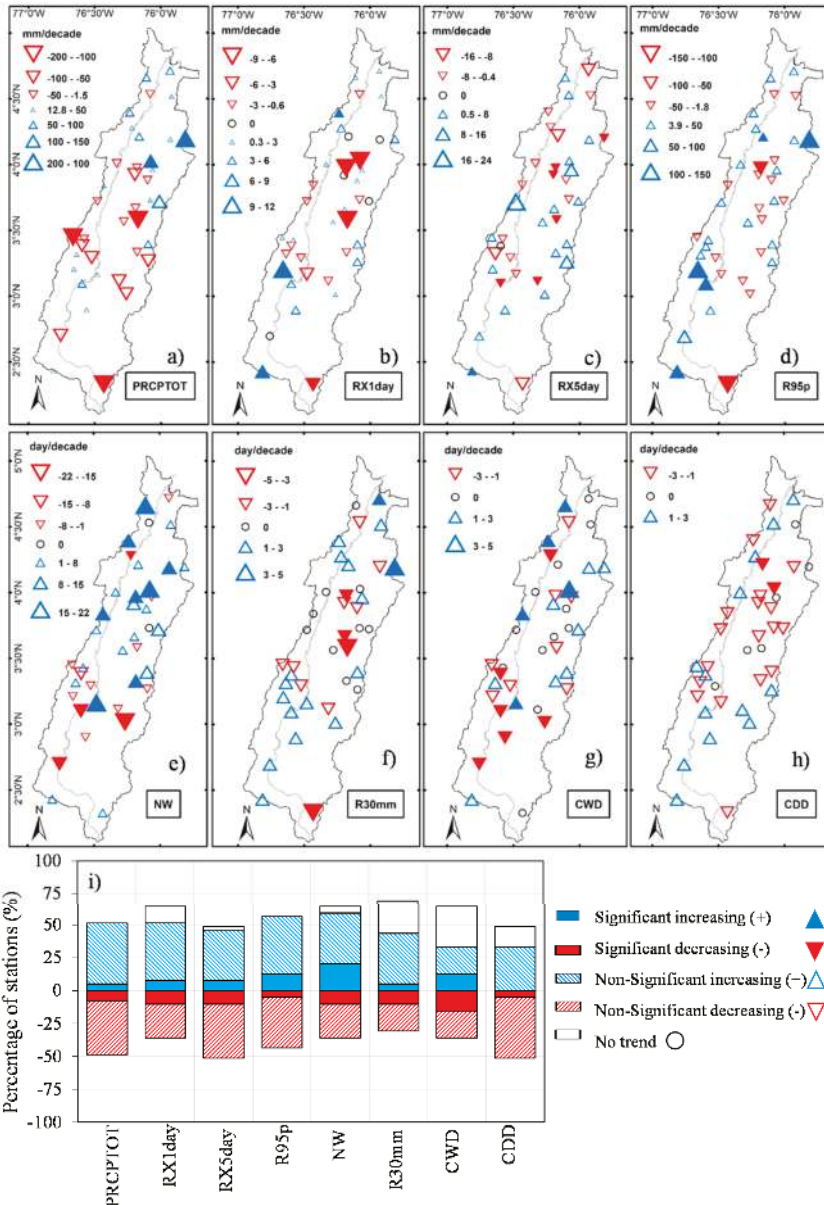 77°0'W 76°30'W 76°0'W
mm/decade
-200 - -100
-100 - -50
-50 - -1.5
12.8 - 50
50 - 100
100 - 150
200 - 100
4°30'N
4°0'N
3°30'N
3°0'N
2°30'N
N
a)
PRCPTOT
77°0'W 76°30'W 76°0'W
mm/decade
-9 - -6
-6 - -3
-3 - -0.6
0
0.3 - 3
3 - 6
6 - 9
9 - 12
N
b)
RX1day
77°0'W 76°30'W 76°0'W
mm/decade
-16 - -8
-8 - -0.4
0
0.5 - 8
8 - 16
16 - 24
N
c)
RX5day
77°0'W 76°30'W 76°0'W
mm/decade
-150 - -100
-100 - -50
-50 - -1.8
3.9 - 50
50 - 100
100 - 150
N
d)
R95p
day/decade
-22 - -15
-15 - -8
-8 - -1
0
1 - 8
8 - 15
15 - 22
5°0'N
4°30'N
4°0'N
3°30'N
3°0'N
2°30'N
N
e)
NW
day/decade
-5 - -3
-3 - -1
0
1 - 3
3 - 5
N
f)
R30mm
day/decade
-3 - -1
0
1 - 3
3 - 5
N
g)
CWD
day/decade
-3 - -1
0
1 - 3
N
h)
CDD
i)
Percentage of stations (%)
100
75
50
25
0
-25
-50
-75
-100
PRCPTOT
RX1day
RX5day
R95p
NW
R30mm
CWD
CDD
Significant increasing (+)
Significant decreasing (-)
Non-Significant increasing (+)
Non-Significant decreasing (-)
No trend